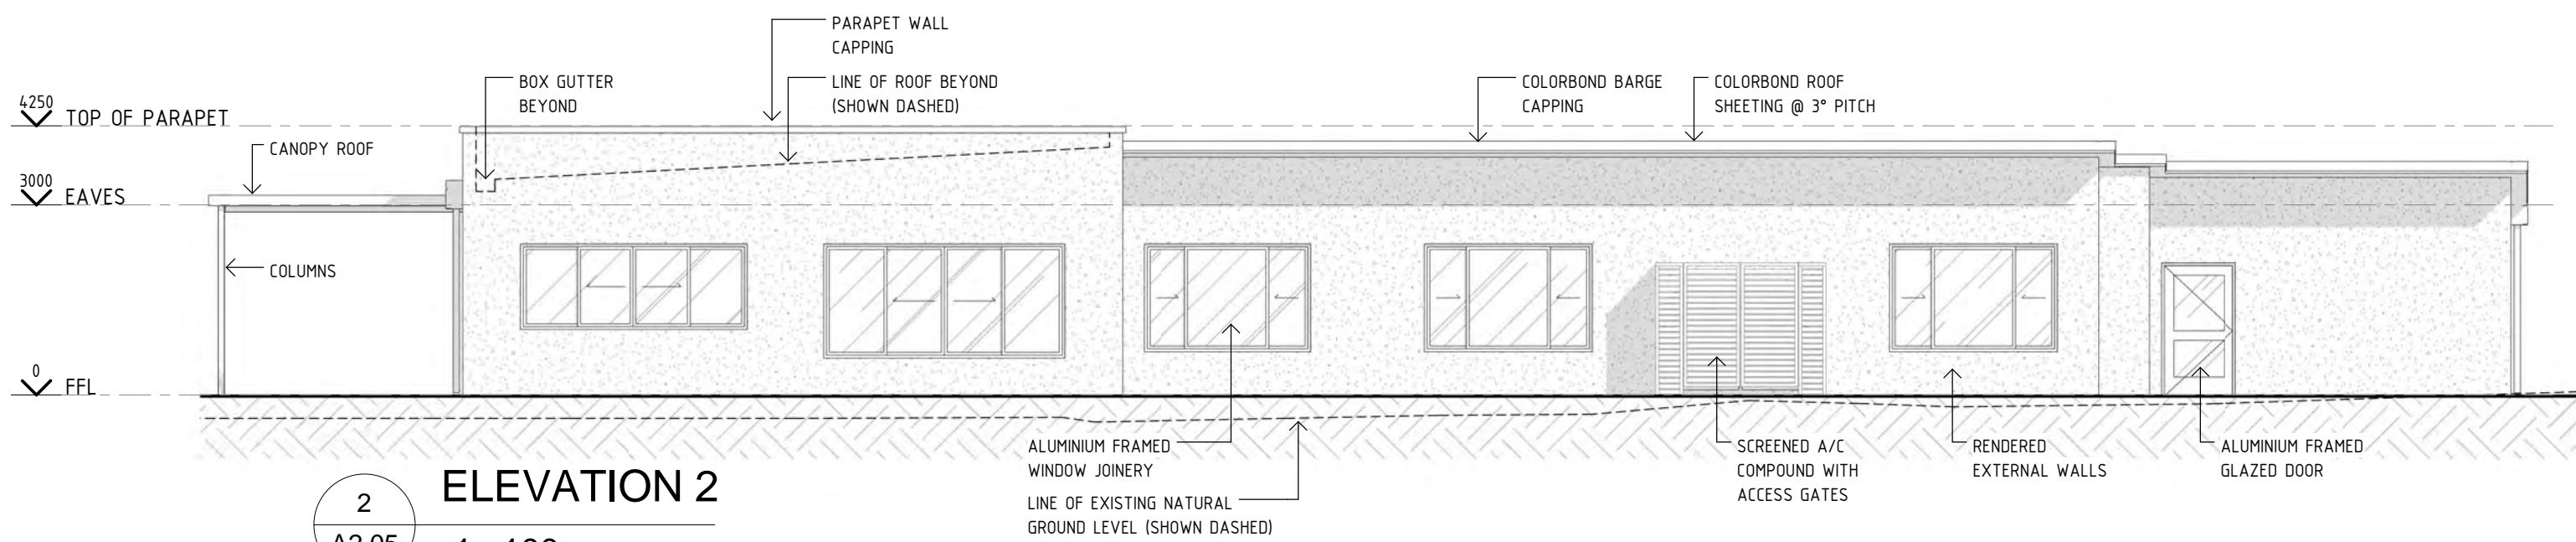 PARAPET WALL
CAPPING
BOX GUTTER
BEYOND
LINE OF ROOF BEYOND
(SHOWN DASHED)
COLORBOND BARGE
CAPPING
COLORBOND ROOF
SHEETING @ 3° PITCH
4250
TOP OF PARAPET
CANOPY ROOF
3000
EAVES
COLUMNS
0
FFL
ALUMINIUM FRAMED
WINDOW JOINERY
LINE OF EXISTING NATURAL
GROUND LEVEL (SHOWN DASHED)
SCREENED A/C
COMPOUND WITH
ACCESS GATES
RENDERED
EXTERNAL WALLS
ALUMINIUM FRAMED
GLAZED DOOR
2
ELEVATION 2
A2.05